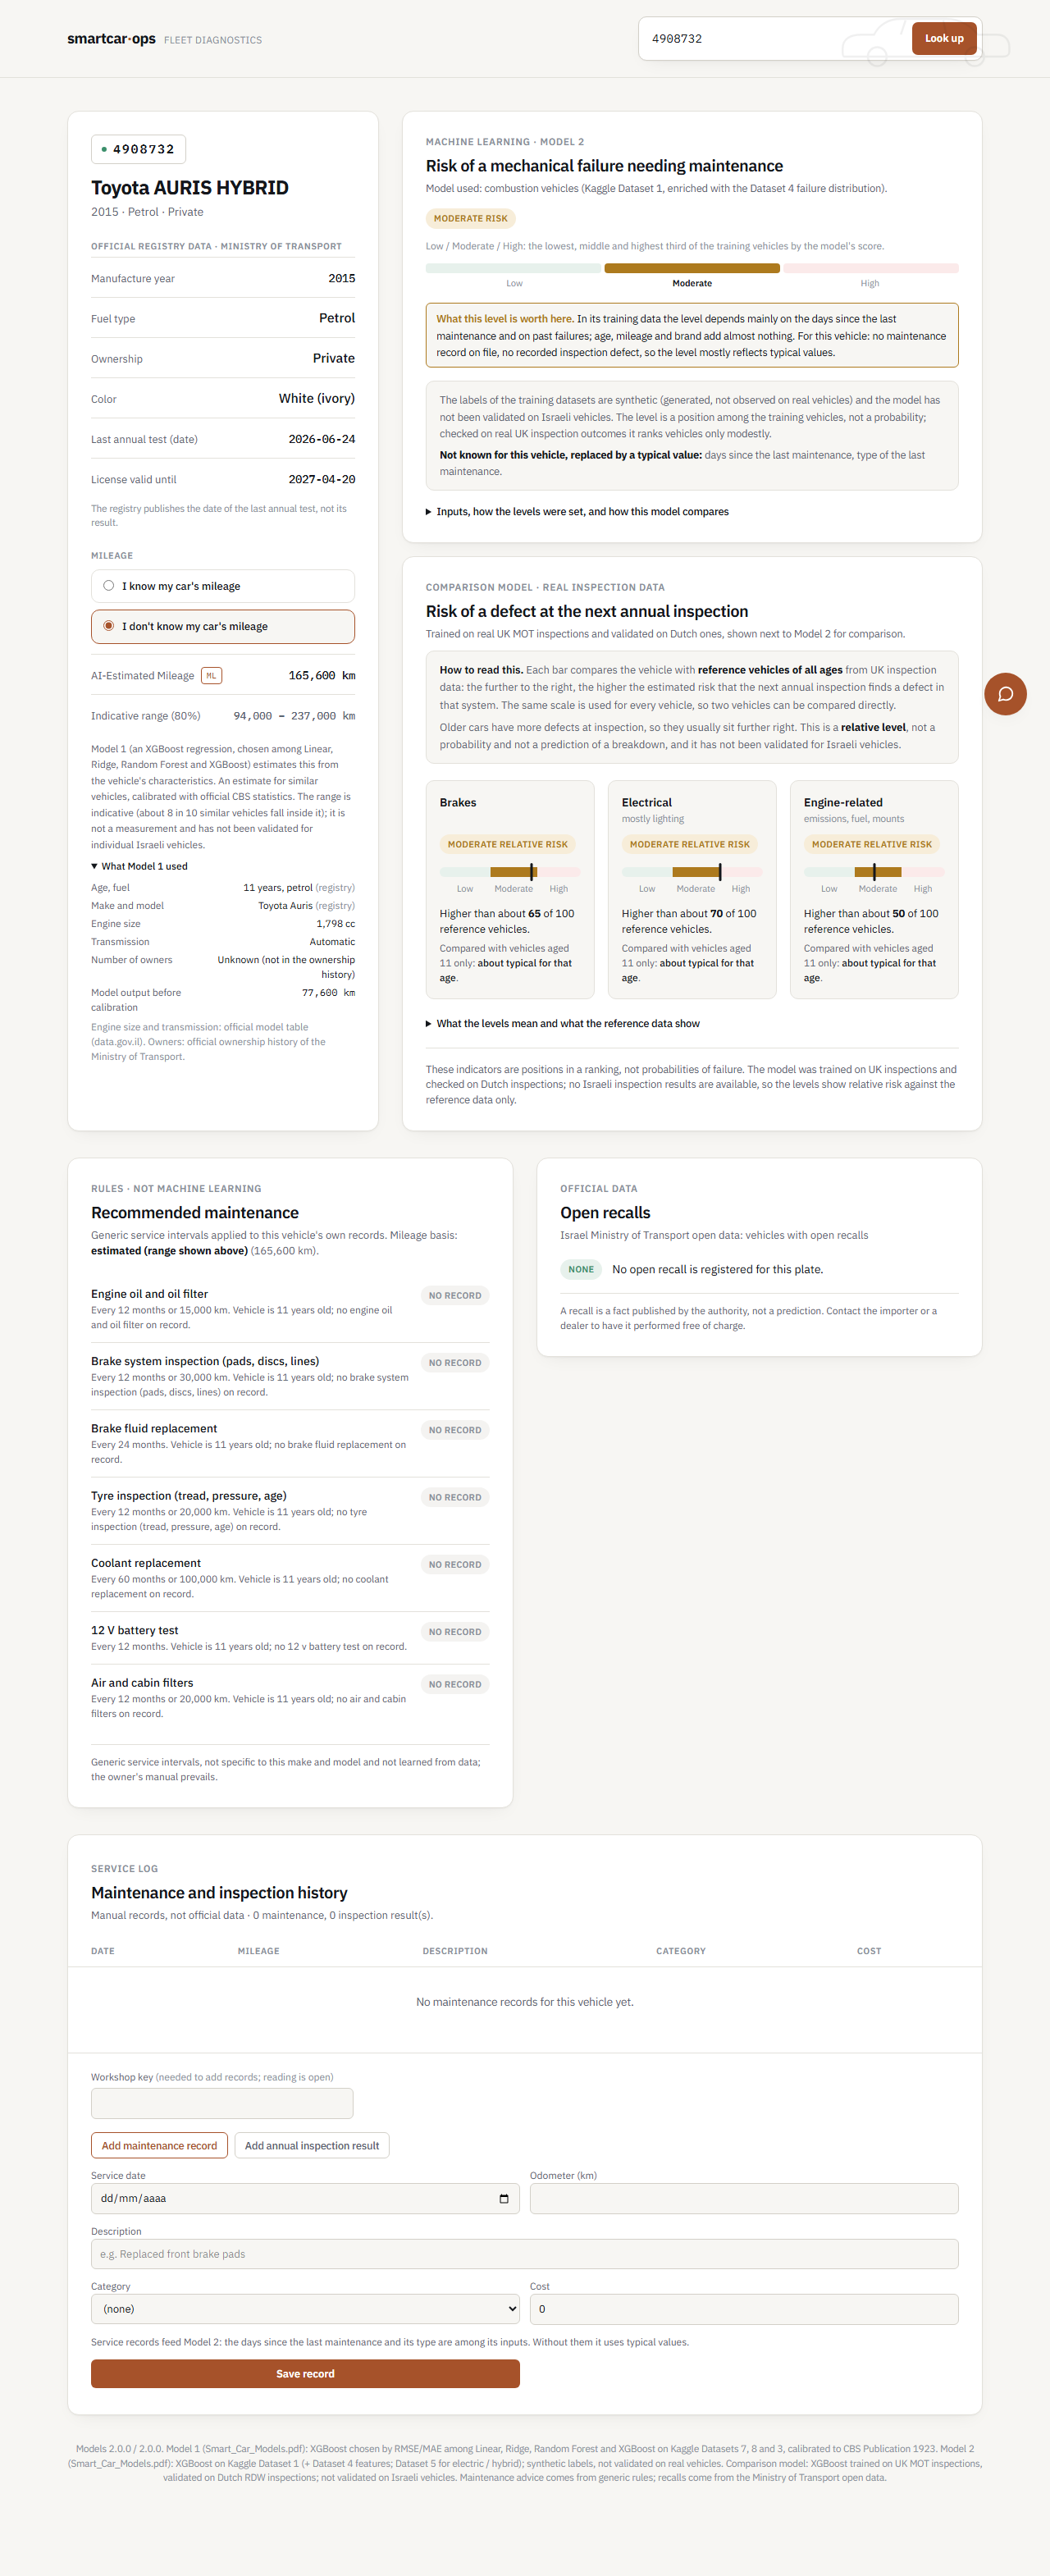 smartcar·ops FLEET DIAGNOSTICS
4908732
Look up
4908732
Toyota AURIS HYBRID
2015 · Petrol · Private
OFFICIAL REGISTRY DATA · MINISTRY OF TRANSPORT
Manufacture year 2015
Fuel type Petrol
Ownership Private
Color White (ivory)
Last annual test (date) 2026-06-24
License valid until 2027-04-20
The registry publishes the date of the last annual test, not its
result.
MILEAGE
I know my car's mileage
I don't know my car's mileage
AI-Estimated Mileage ML 165,600 km
Indicative range (80%) 94,000 – 237,000 km
Model 1 (an XGBoost regression, chosen among Linear,
Ridge, Random Forest and XGBoost) estimates this from
the vehicle's characteristics. An estimate for similar
vehicles, calibrated with official CBS statistics. The range is
indicative (about 8 in 10 similar vehicles fall inside it); it is
not a measurement and has not been validated for
individual Israeli vehicles.
▼ What Model 1 used
Age, fuel 11 years, petrol (registry)
Make and model Toyota Auris (registry)
Engine size 1,798 cc
Transmission Automatic
Number of owners Unknown (not in the ownership
history)
Model output before 77,600 km
calibration
Engine size and transmission: official model table
(data.gov.il). Owners: official ownership history of the
Ministry of Transport.
MACHINE LEARNING · MODEL 2
Risk of a mechanical failure needing maintenance
Model used: combustion vehicles (Kaggle Dataset 1, enriched with the Dataset 4 failure distribution).
MODERATE RISK
Low / Moderate / High: the lowest, middle and highest third of the training vehicles by the model's score.
Low Moderate High
What this level is worth here. In its training data the level depends mainly on the days since the last
maintenance and on past failures; age, mileage and brand add almost nothing. For this vehicle: no maintenance
record on file, no recorded inspection defect, so the level mostly reflects typical values.
The labels of the training datasets are synthetic (generated, not observed on real vehicles) and the model has
not been validated on Israeli vehicles. The level is a position among the training vehicles, not a probability;
checked on real UK inspection outcomes it ranks vehicles only modestly.
Not known for this vehicle, replaced by a typical value: days since the last maintenance, type of the last
maintenance.
▶ Inputs, how the levels were set, and how this model compares
COMPARISON MODEL · REAL INSPECTION DATA
Risk of a defect at the next annual inspection
Trained on real UK MOT inspections and validated on Dutch ones, shown next to Model 2 for comparison.
How to read this. Each bar compares the vehicle with reference vehicles of all ages from UK inspection
data: the further to the right, the higher the estimated risk that the next annual inspection finds a defect in
that system. The same scale is used for every vehicle, so two vehicles can be compared directly.
Older cars have more defects at inspection, so they usually sit further right. This is a relative level, not a
probability and not a prediction of a breakdown, and it has not been validated for Israeli vehicles.
Brakes
MODERATE RELATIVE RISK
Low Moderate High
Higher than about 65 of 100
reference vehicles.
Compared with vehicles aged
11 only: about typical for that
age.
Electrical
mostly lighting
MODERATE RELATIVE RISK
Low Moderate High
Higher than about 70 of 100
reference vehicles.
Compared with vehicles aged
11 only: about typical for that
age.
Engine-related
emissions, fuel, mounts
MODERATE RELATIVE RISK
Low Moderate High
Higher than about 50 of 100
reference vehicles.
Compared with vehicles aged
11 only: about typical for that
age.
▶ What the levels mean and what the reference data show
These indicators are positions in a ranking, not probabilities of failure. The model was trained on UK inspections and
checked on Dutch inspections; no Israeli inspection results are available, so the levels show relative risk against the
reference data only.
RULES · NOT MACHINE LEARNING
Recommended maintenance
Generic service intervals applied to this vehicle's own records. Mileage basis:
estimated (range shown above) (165,600 km).
Engine oil and oil filter NO RECORD
Every 12 months or 15,000 km. Vehicle is 11 years old; no engine oil
and oil filter on record.
Brake system inspection (pads, discs, lines) NO RECORD
Every 12 months or 30,000 km. Vehicle is 11 years old; no brake system
inspection (pads, discs, lines) on record.
Brake fluid replacement NO RECORD
Every 24 months. Vehicle is 11 years old; no brake fluid replacement on
record.
Tyre inspection (tread, pressure, age) NO RECORD
Every 12 months or 20,000 km. Vehicle is 11 years old; no tyre
inspection (tread, pressure, age) on record.
Coolant replacement NO RECORD
Every 60 months or 100,000 km. Vehicle is 11 years old; no coolant
replacement on record.
12 V battery test NO RECORD
Every 12 months. Vehicle is 11 years old; no 12 v battery test on record.
Air and cabin filters NO RECORD
Every 12 months or 20,000 km. Vehicle is 11 years old; no air and cabin
filters on record.
Generic service intervals, not specific to this make and model and not learned from data;
the owner's manual prevails.
OFFICIAL DATA
Open recalls
Israel Ministry of Transport open data: vehicles with open recalls
NONE No open recall is registered for this plate.
A recall is a fact published by the authority, not a prediction. Contact the importer or a
dealer to have it performed free of charge.
SERVICE LOG
Maintenance and inspection history
Manual records, not official data · 0 maintenance, 0 inspection result(s).
DATE MILEAGE DESCRIPTION CATEGORY COST
No maintenance records for this vehicle yet.
Workshop key (needed to add records; reading is open)
Add maintenance record Add annual inspection result
Service date Odometer (km)
dd/mm/aaaa
Description
e.g. Replaced front brake pads
Category Cost
(none) 0
Service records feed Model 2: the days since the last maintenance and its type are among its inputs. Without them it uses typical values.
Save record
Models 2.0.0 / 2.0.0. Model 1 (Smart_Car_Models.pdf): XGBoost chosen by RMSE/MAE among Linear, Ridge, Random Forest and XGBoost on Kaggle Datasets 7, 8 and 3, calibrated to CBS Publication 1923. Model 2
(Smart_Car_Models.pdf): XGBoost on Kaggle Dataset 1 (+ Dataset 4 features; Dataset 5 for electric / hybrid); synthetic labels, not validated on real vehicles. Comparison model: XGBoost trained on UK MOT inspections,
validated on Dutch RDW inspections; not validated on Israeli vehicles. Maintenance advice comes from generic rules; recalls come from the Ministry of Transport open data.